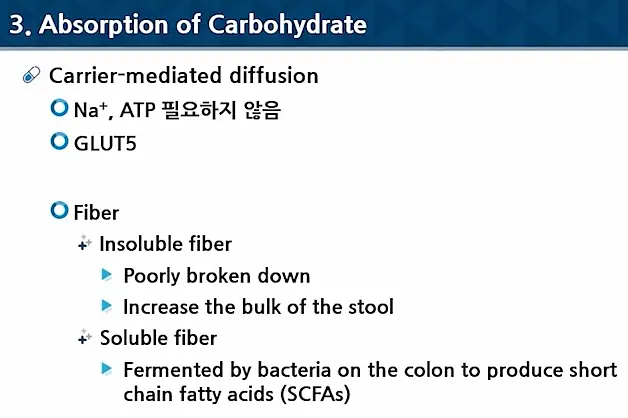 3. Absorption of Carbohydrate
Carrier-mediated diffusion
Na⁺, ATP 필요하지 않음
GLUT5
Fiber
Insoluble fiber
Poorly broken down
Increase the bulk of the stool
Soluble fiber
Fermented by bacteria on the colon to produce short
chain fatty acids (SCFAs)